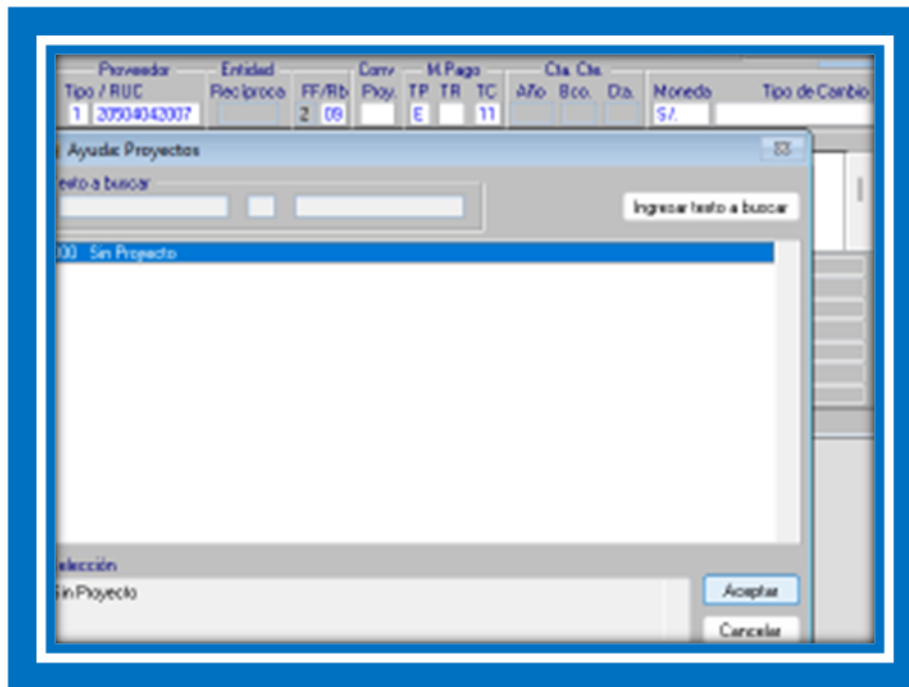 Proveedor Entidad Conv M.Pago Cta. Cte.
Tipo / RUC Recíproca FF/Rb Proy. TP TR TC Año Bco. Cta. Moneda Tipo de Cambio
1 2 09 E 11 S/.
Ayuda: Proyectos
exto a buscar
Ingresar texto a buscar
000 Sin Proyecto
elección
Sin Proyecto
Aceptar
Cancelar